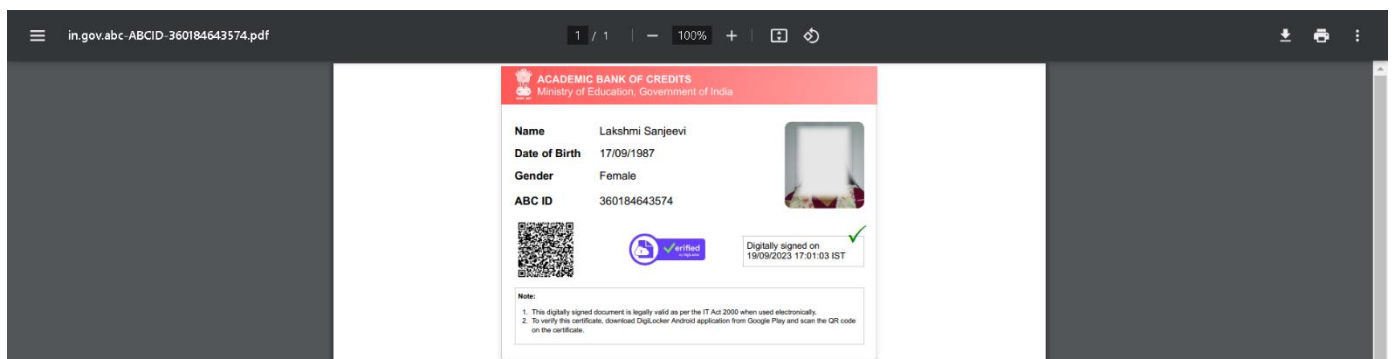 in.gov.abc-ABCID-360184643574.pdf
1 / 1
100%
ACADEMIC BANK OF CREDITS
Ministry of Education, Government of India
Name Lakshmi Sanjeevi
Date of Birth 17/09/1987
Gender Female
ABC ID 360184643574
Verified
by DigiLocker
Digitally signed on
19/09/2023 17:01:03 IST
Note:
1. This digitally signed document is legally valid as per the IT Act 2000 when used electronically.
2. To verify this certificate, download DigiLocker Android application from Google Play and scan the QR code
on the certificate.